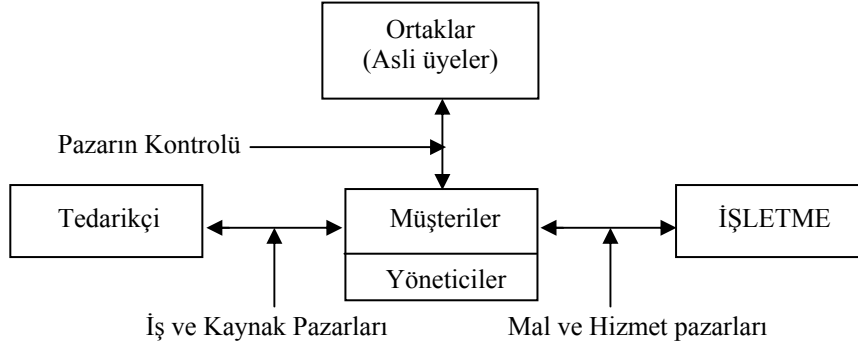 Ortaklar
(Asli üyeler)
Pazarın Kontrolü
Tedarikçi
Müşteriler
İŞLETME
Yöneticiler
İş ve Kaynak Pazarları
Mal ve Hizmet pazarları